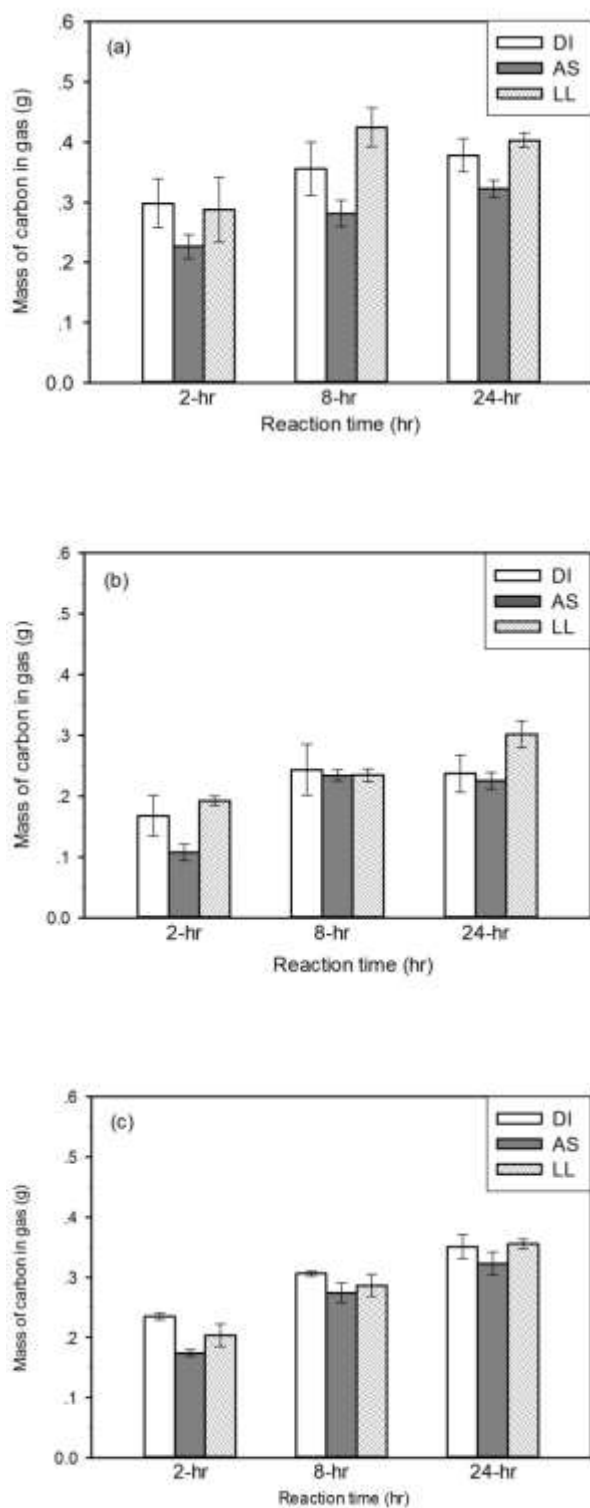 (a)
DI
AS
LL
Mass of carbon in gas (g)
.6
.5
.4
.3
.2
.1
0.0
2-hr 8-hr 24-hr
Reaction time (hr)
(b)
DI
AS
LL
Mass of carbon in gas (g)
.6
.5
.4
.3
.2
.1
0.0
2-hr 8-hr 24-hr
Reaction time (hr)
(c)
DI
AS
LL
Mass of carbon in gas (g)
.6
.5
.4
.3
.2
.1
0.0
2-hr 8-hr 24-hr
Reaction time (hr)